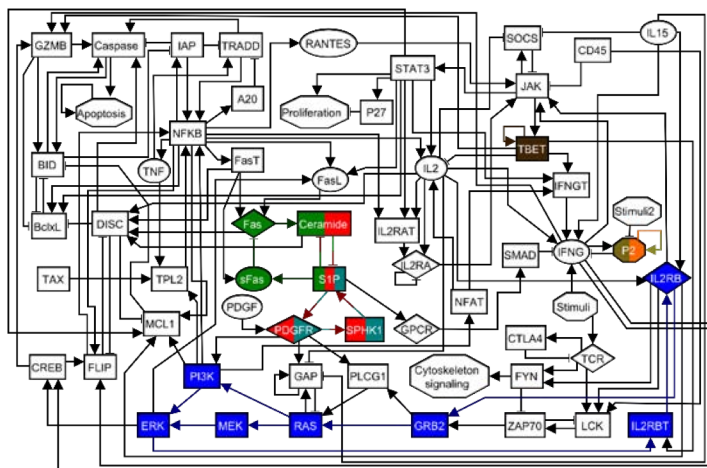 GZMB
Caspase
IAP
TRADD
RANTES
SOCS
IL15
CD45
STAT3
JAK
A20
Apoptosis
Proliferation
P27
NFKB
TBET
BID
TNF
FasT
FasL
IL2
IFNGT
Stimuli2
BclxL
DISC
Fas
Ceramide
IL2RAT
SMAD
IFNG
P2
IL2RA
TAX
TPL2
sFas
S1P
NFAT
IL2RB
PDGF
Stimuli
MCL1
PDGFR
SPHK1
GPCR
CTLA4
TCR
CREB
FLIP
PI3K
GAP
PLCG1
Cytoskeleton
signaling
FYN
ERK
MEK
RAS
GRB2
ZAP70
LCK
IL2RBT